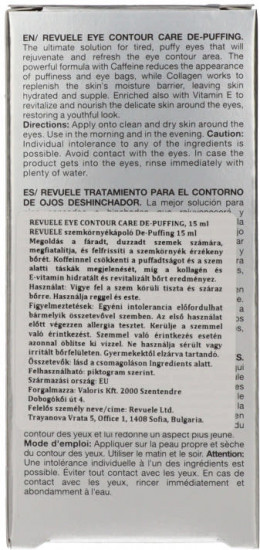 EN/ REVUELE EYE CONTOUR CARE DE-PUFFING.
The ultimate solution for tired, puffy eyes that will
rejuvenate and refresh the eye contour area. The
powerful formula with Caffeine reduces the appearance
of puffiness and eye bags, while Collagen works to
replenish the skin's moisture barrier, leaving skin
hydrated and supple. Enriched also with Vitamin E to
revitalize and nourish the delicate skin around the eyes,
restoring a youthful look.
Directions: Apply onto clean and dry skin around the
eyes. Use in the morning and in the evening. Caution:
Individual intolerance to any of the ingredients is
possible. Avoid contact with the eyes. In case the
product gets into the eyes, rinse immediately with
plenty of water.
ES/ REVUELE TRATAMIENTO PARA EL CONTORNO
DE OJOS DESHINCHADOR. La mejor solución para
REVUELE EYE CONTOUR CARE DE-PUFFING, 15 ml
REVUELE szemkörnyékápoló De-Puffing 15 ml
Megoldás a fáradt, duzzadt szemek számára,
megfiatalítja, és felfrissíti a szemkörnyék érzékeny
bőrét. Koffeinnel csökkenti a puffadtságot és a szem
alatti táskák megjelenését, míg a kollagén és
E-vitamin hidratált és revitalizált bőrt eredményez.
Használat: Vigye fel a szem körüli tiszta és száraz
bőrre. Használja reggel és este.
Figyelmeztetések: Egyéni intolerancia előfordulhat
bármelyik összetevővel szemben. Az első használat
előtt végezzen allergia tesztet. Kerülje a szemmel
való érintkezést. Szemmel való érintkezés esetén
azonnal öblítse ki vízzel. Ne használja sérült vagy
irritált bőrfelületen. Gyermekektől elzárva tartandó.
Összetevők: lásd a csomagoláson Ingredients alatt.
Felhasználható: piktogram szerint.
Származási ország: EU
Forgalmazza: Valoris Kft. 2000 Szentendre
Dobogókői út 4.
Felelős személy neve/címe: Revuele Ltd.
Trayanova Vrata 5, Office 1, 1408 Sofia, Bulgaria.
contour des yeux et lui redonne un aspect plus jeune.
Mode d'emploi: Appliquer sur la peau propre et sèche
du contour des yeux. Utiliser le matin et le soir. Attention:
Une intolérance individuelle à l'un des ingrédients est
possible. Eviter tout contact avec les yeux. En cas de
contact avec les yeux, rincer immédiatement et
abondamment à l'eau.